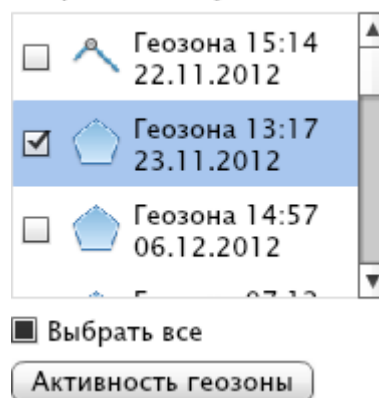 Геозона 15:14
22.11.2012
Геозона 13:17
23.11.2012
Геозона 14:57
06.12.2012
Выбрать все
Активность геозоны